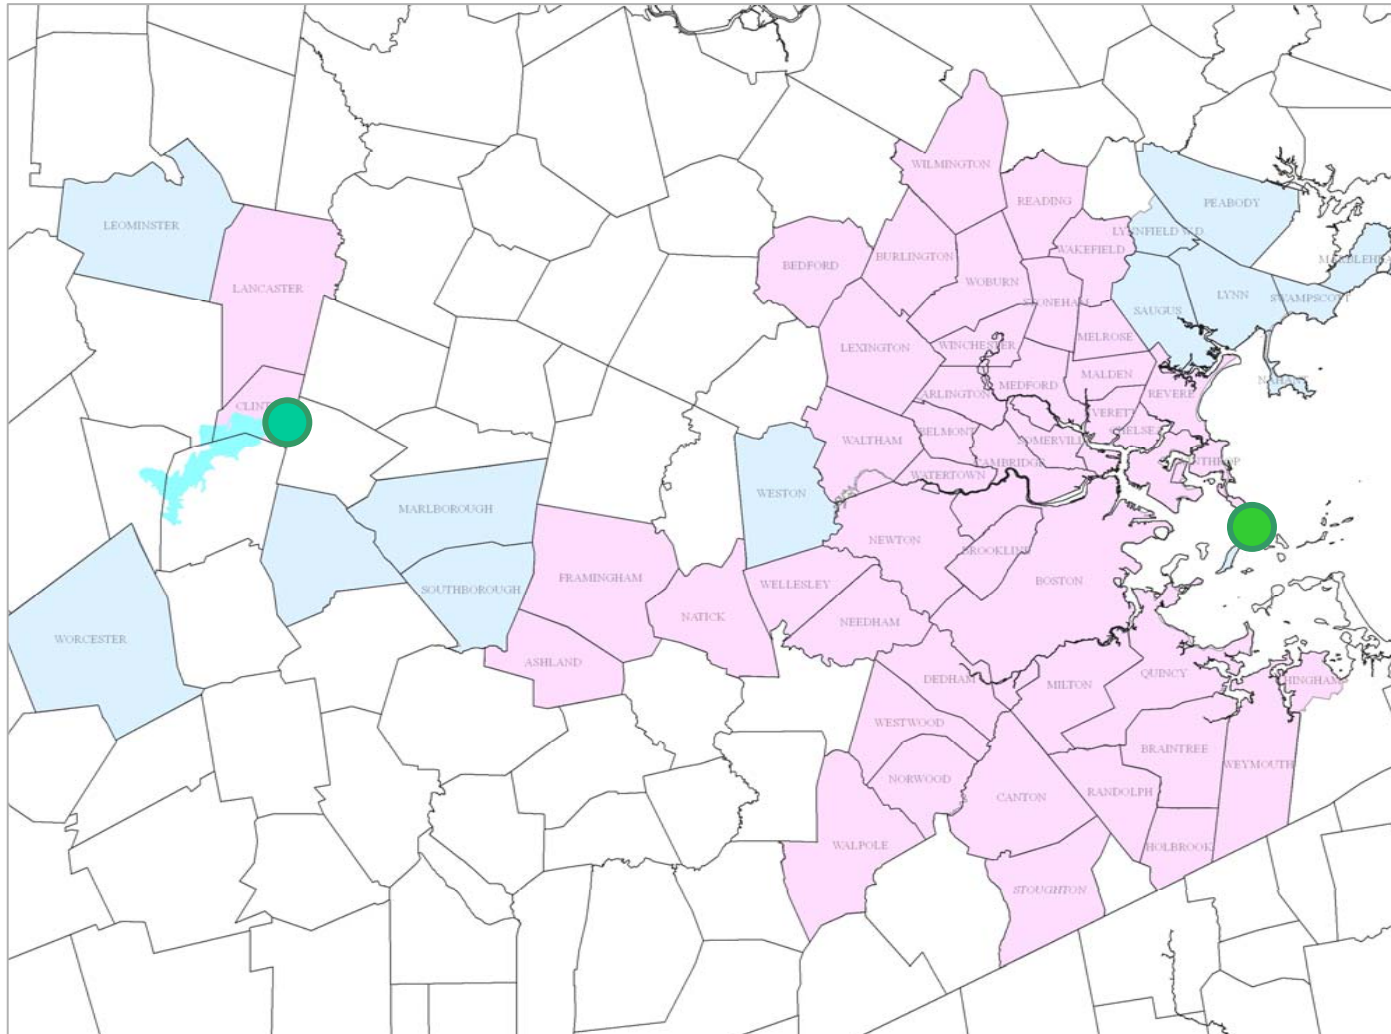 WILMINGTON
READING
PEABODY
LEOMINSTER
LYNNFIELD W.D.
WAKEFIELD
BURLINGTON
BEDFORD
WOBURN
LANCASTER
LYNN
SWAMPSCOTT
STONEHAM
SAUGUS
MELROSE
LEXINGTON
WINCHESTER
MALDEN
MEDFORD
ARLINGTON
REVERE
BELMONT
WALTHAM
CAMBRIDGE
WATERTOWN
WESTON
MARLBOROUGH
NEWTON
BROOKLINE
FRAMINGHAM
BOSTON
WELLESLEY
SOUTHBOROUGH
NATICK
NEEDHAM
WORCESTER
ASHLAND
QUINCY
DEDHAM
MILTON
HINGHAM
WESTWOOD
BRAINTREE
WEYMOUTH
NORWOOD
RANDOLPH
CANTON
WALPOLE
HOLBROOK
STOUGHTON